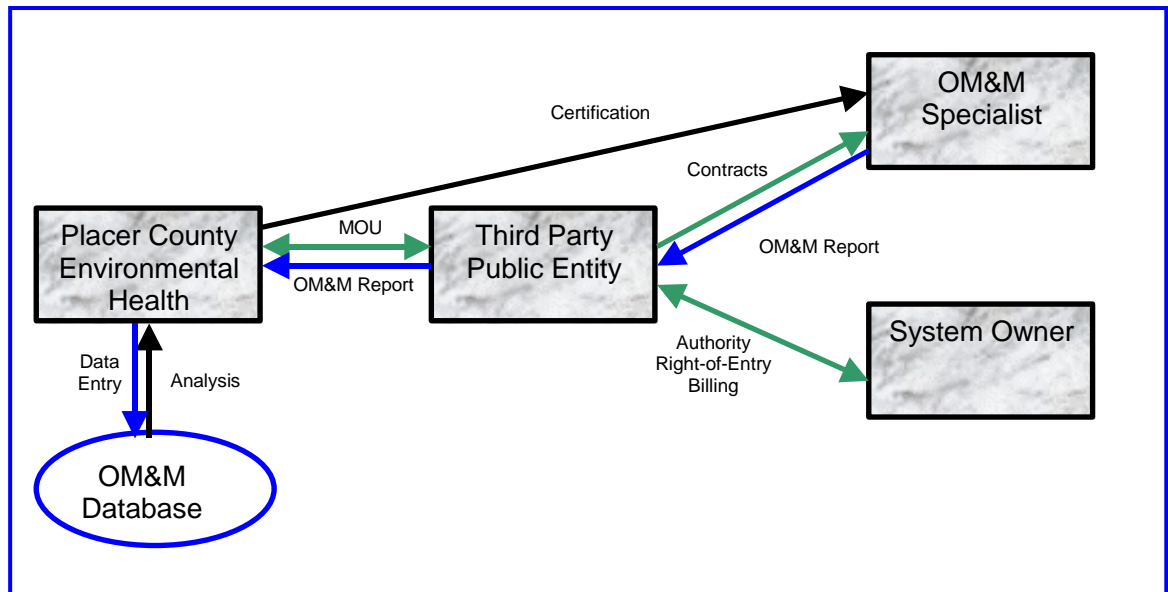 OM&M
Specialist
Certification
Contracts
Placer County
Environmental
Health
MOU
OM&M Report
Third Party
Public Entity
OM&M Report
System Owner
Authority
Right-of-Entry
Billing
Data
Entry
Analysis
OM&M
Database